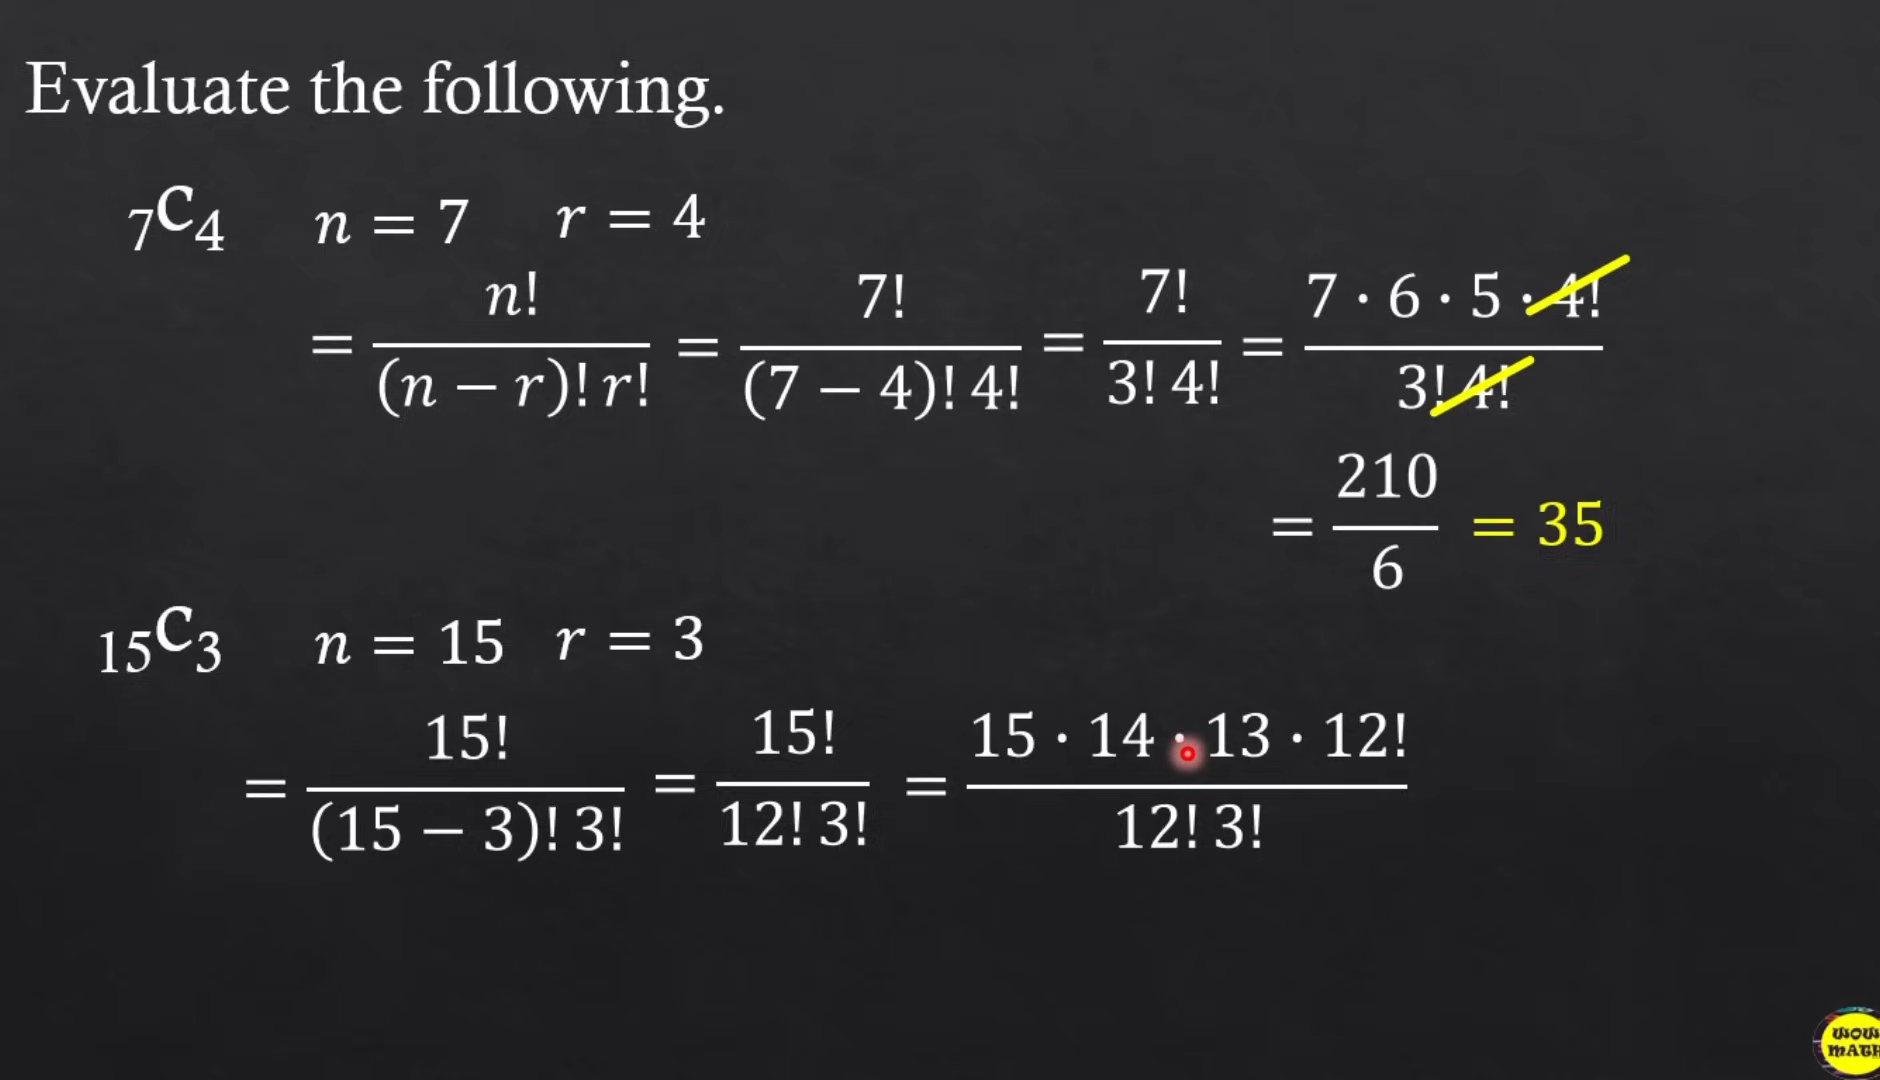 Evaluate the following.
₇C₄ n = 7 r = 4
= n!/((n − r)! r!) = 7!/((7 − 4)! 4!) = 7!/(3! 4!) = (7 · 6 · 5 · 4!)/(3! 4!)
= 210/6 = 35
₁₅C₃ n = 15 r = 3
= 15!/((15 − 3)! 3!) = 15!/(12! 3!) = (15 · 14 · 13 · 12!)/(12! 3!)
WOW
MATH